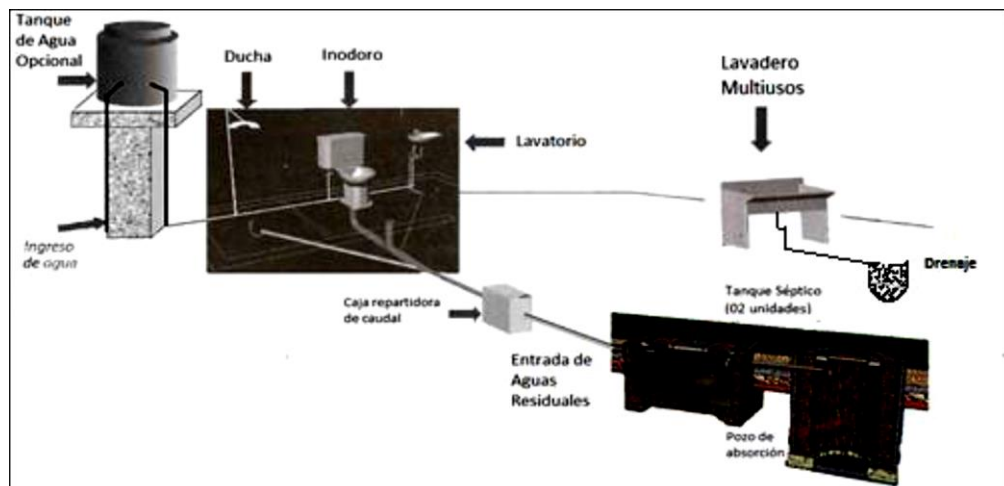 Tanque
de Agua
Opcional
Ducha
Inodoro
Lavadero
Multiusos
Lavatorio
Ingreso
de agua
Drenaje
Caja repartidora
de caudal
Tanque Séptico
(02 unidades)
Entrada de
Aguas
Residuales
Pozo de
absorción